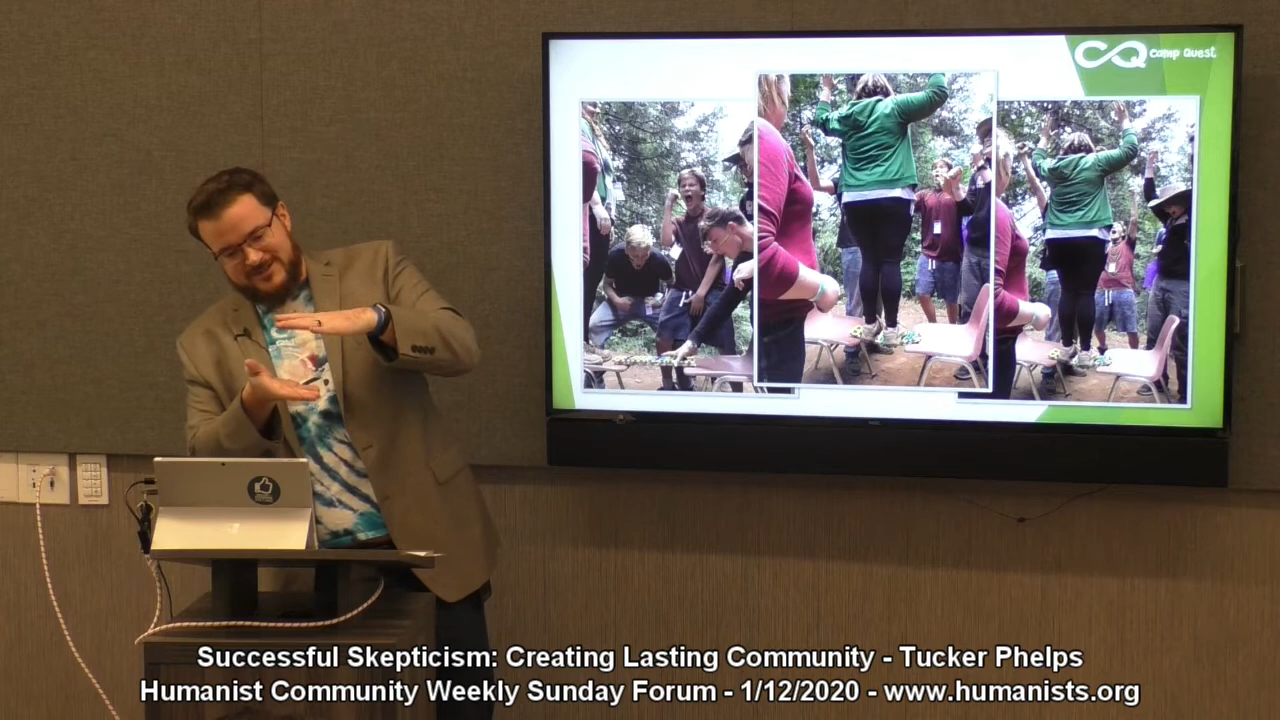 CQ Camp Quest
Successful Skepticism: Creating Lasting Community - Tucker Phelps
Humanist Community Weekly Sunday Forum - 1/12/2020 - www.humanists.org